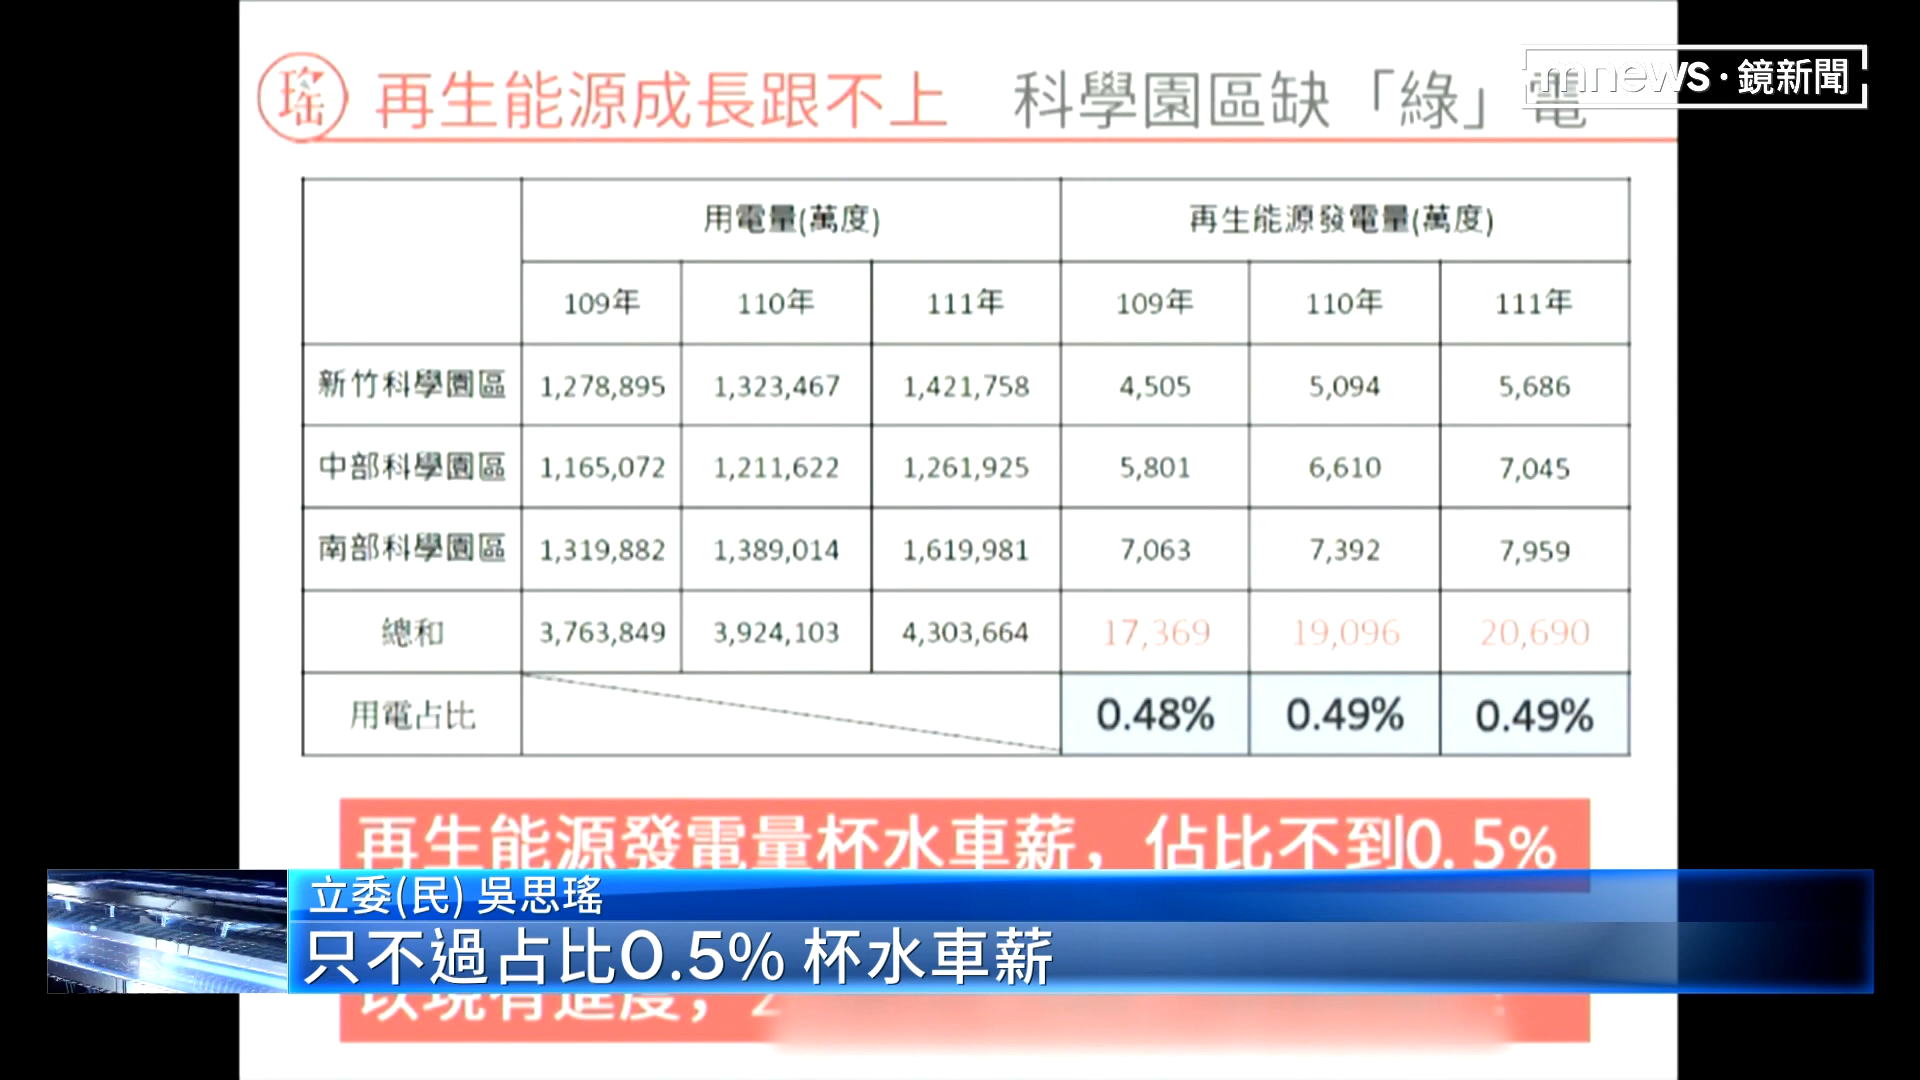 瑤 再生能源成長跟不上 科學園區缺「綠」電
mnews·鏡新聞
用電量(萬度) 再生能源發電量(萬度)
109年 110年 111年 109年 110年 111年
新竹科學園區 1,278,895 1,323,467 1,421,758 4,505 5,094 5,686
中部科學園區 1,165,072 1,211,622 1,261,925 5,801 6,610 7,045
南部科學園區 1,319,882 1,389,014 1,619,981 7,063 7,392 7,959
總和 3,763,849 3,924,103 4,303,664 17,369 19,096 20,690
用電占比 0.48% 0.49% 0.49%
再生能源發電量杯水車薪，佔比不到0.5%
立委(民) 吳思瑤
只不過占比0.5% 杯水車薪
以現有進度，